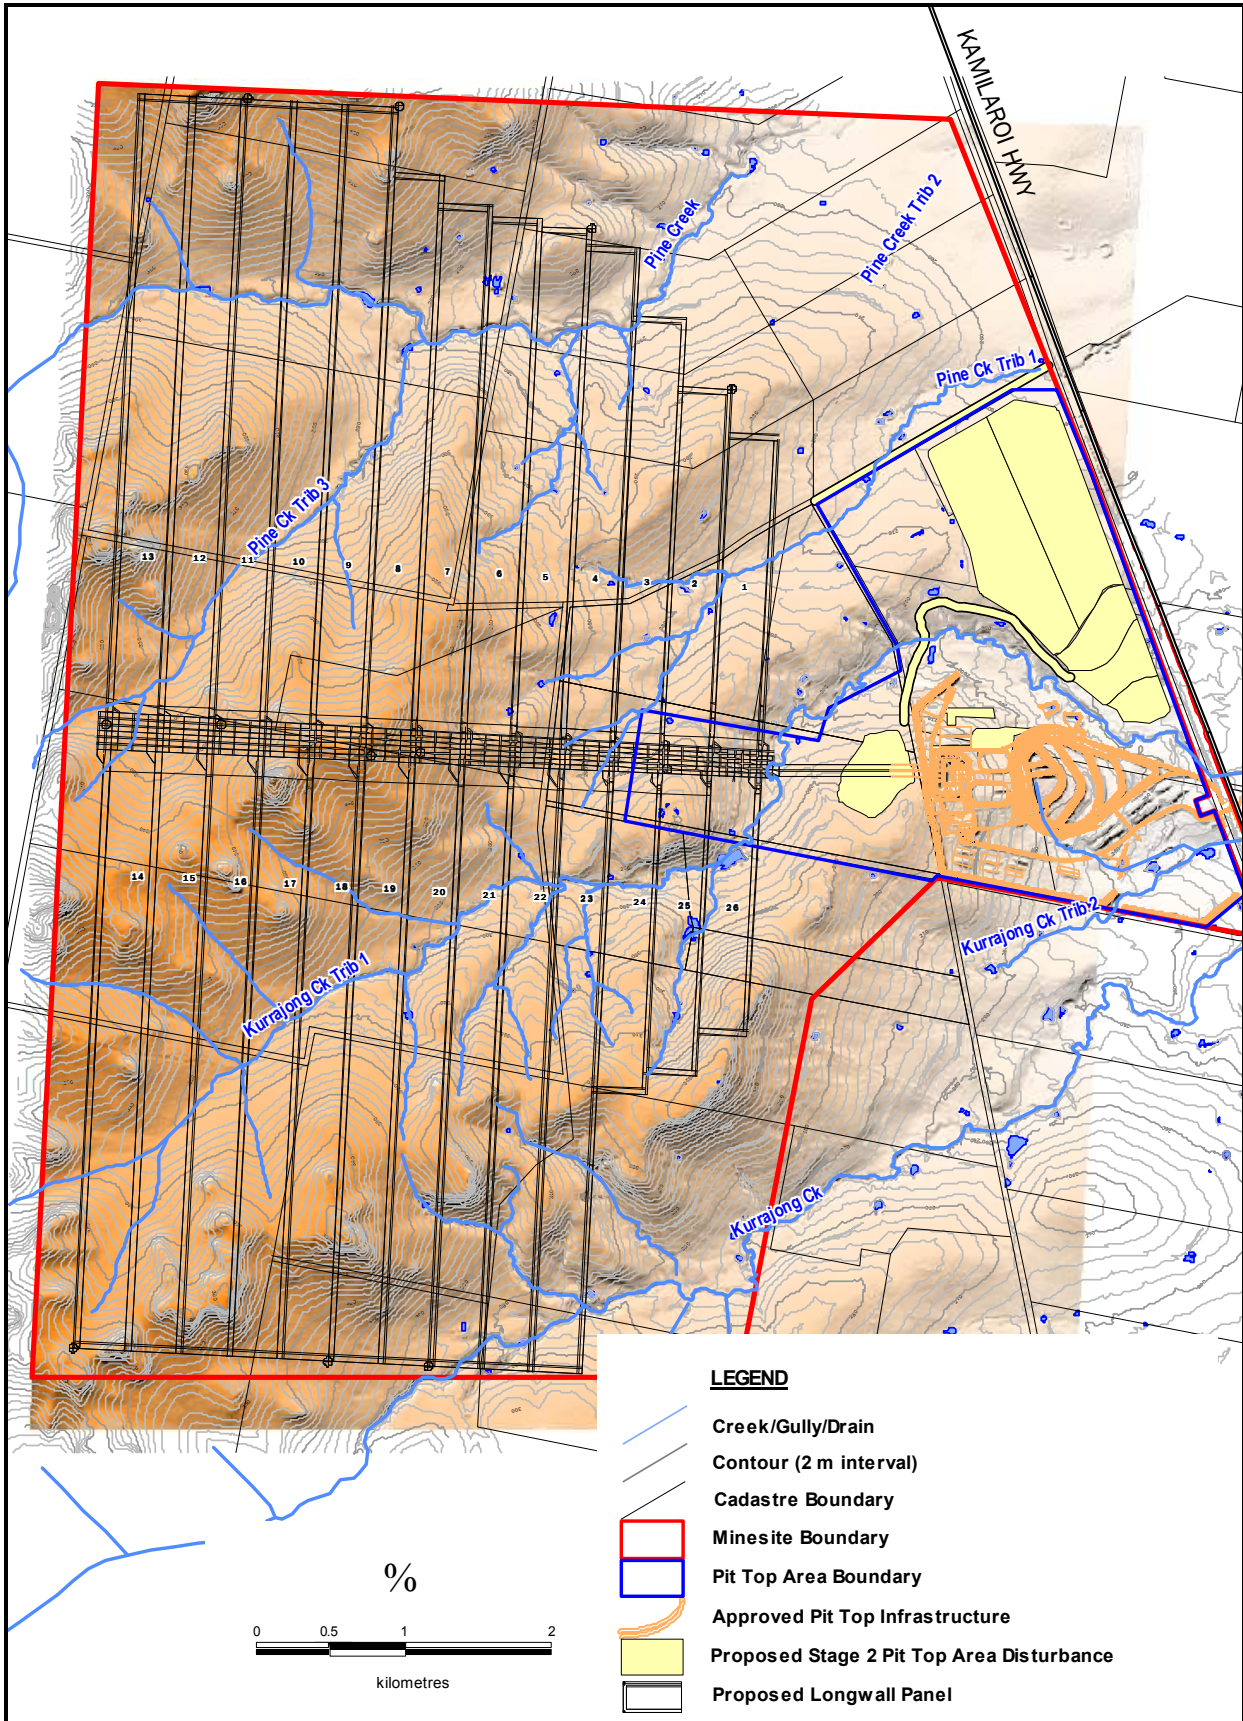 KAMILAROI HWY
Pine Creek
Pine Creek Trib 2
Pine Ck Trib 1
Pine Ck Trib 3
13
12
11
10
9
8
7
6
5
4
3
2
1
14
15
16
17
18
19
20
21
22
23
24
25
26
Kurrajong Ck Trib 2
Kurrajong Ck Trib 1
Kurrajong Ck
LEGEND
Creek/Gully/Drain
Contour (2 m interval)
Cadastre Boundary
Minesite Boundary
Pit Top Area Boundary
Approved Pit Top Infrastructure
Proposed Stage 2 Pit Top Area Disturbance
Proposed Longwall Panel
%
0 0.5 1 2
kilometres